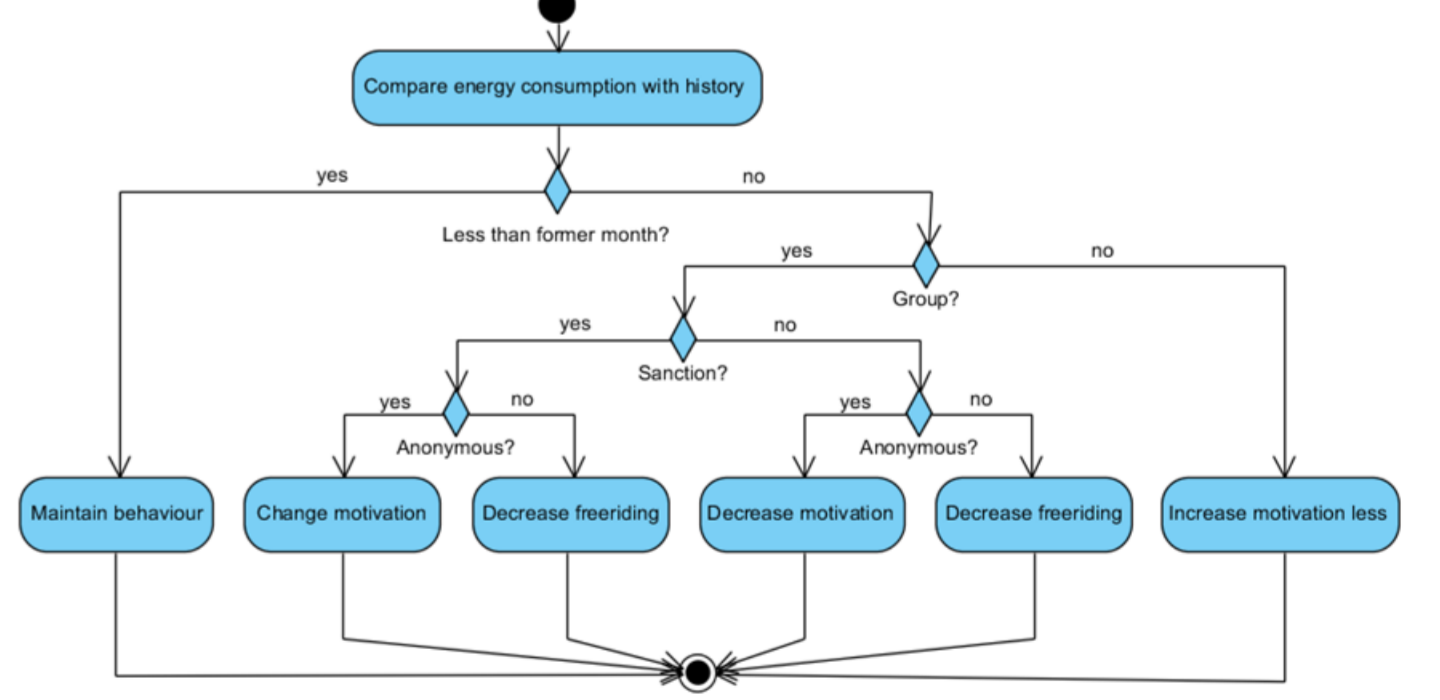 Compare energy consumption with history
yes
no
Less than former month?
yes
no
Group?
yes
no
Sanction?
yes
no
Anonymous?
yes
no
Anonymous?
Maintain behaviour
Change motivation
Decrease freeriding
Decrease motivation
Decrease freeriding
Increase motivation less